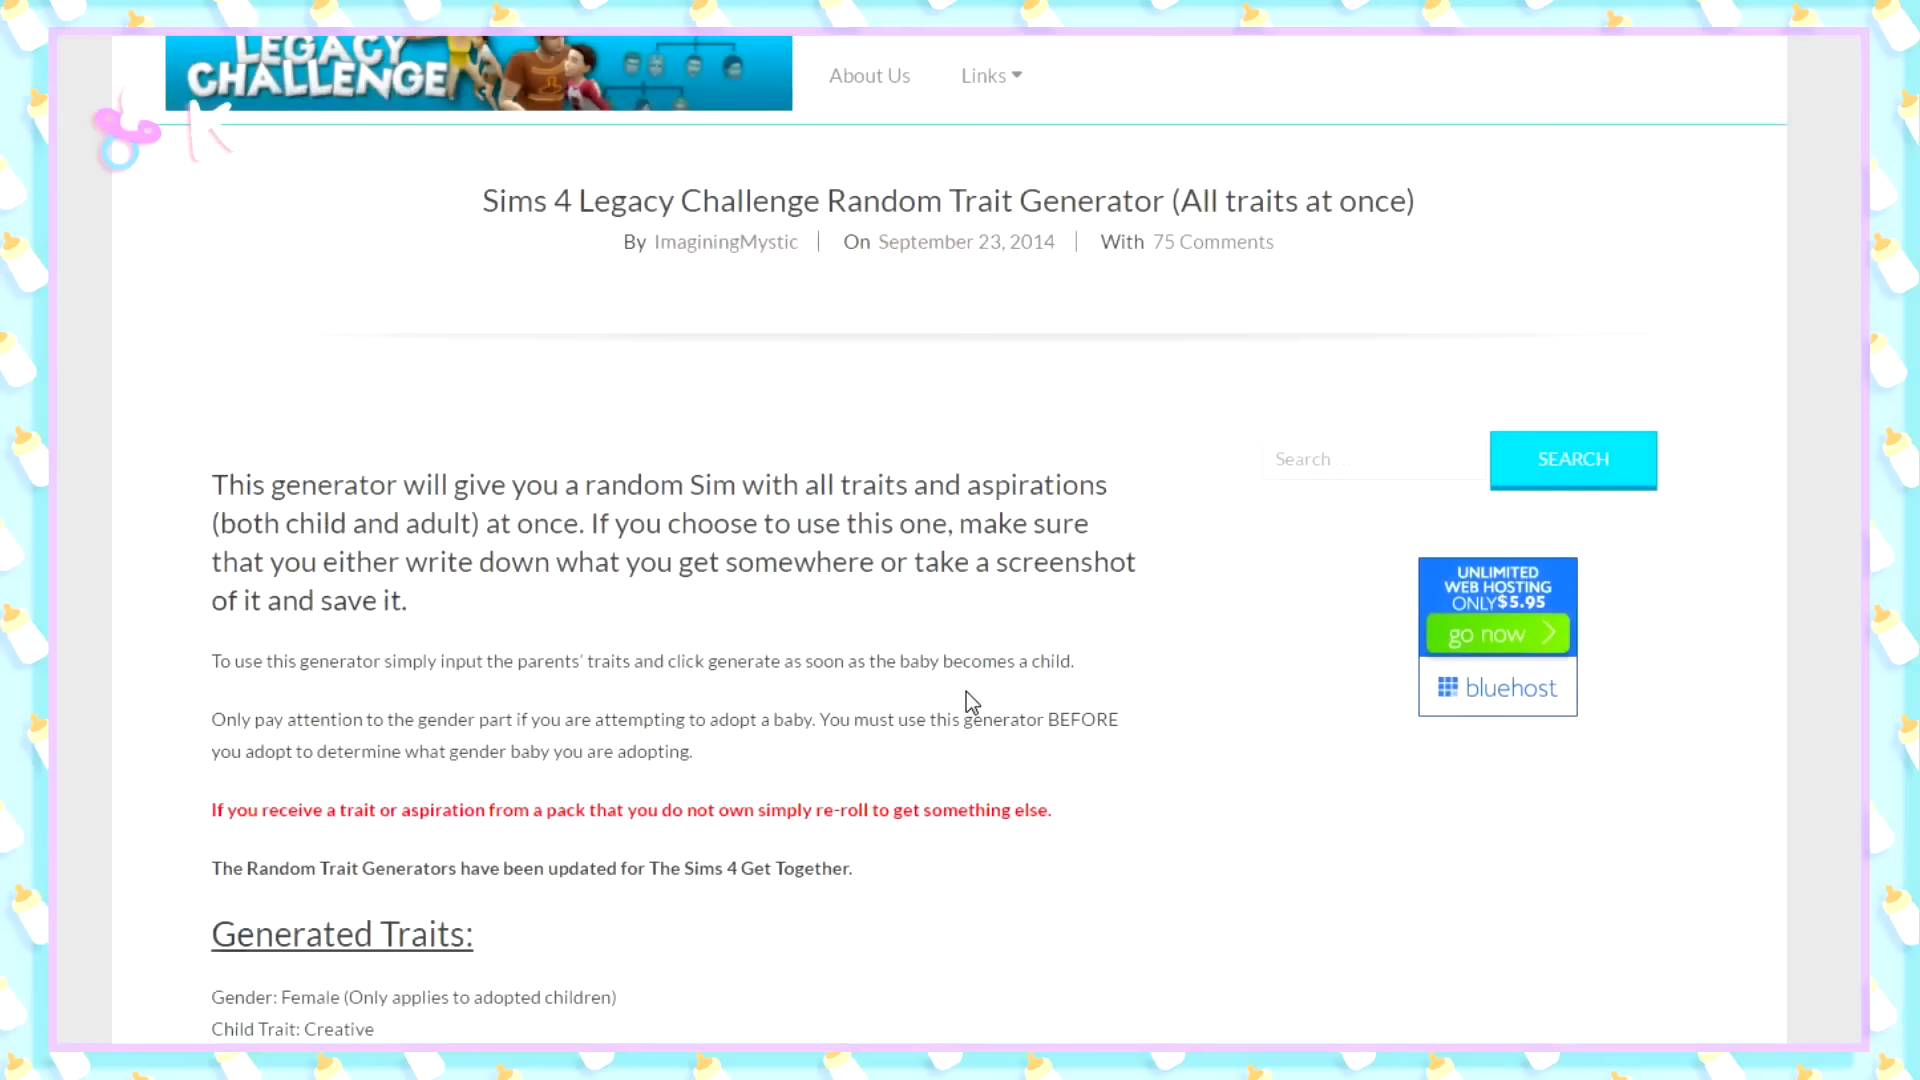 LEGACY
CHALLENGE
About Us
Links
Sims 4 Legacy Challenge Random Trait Generator (All traits at once)
By ImaginingMystic | On September 23, 2014 | With 75 Comments
This generator will give you a random Sim with all traits and aspirations
(both child and adult) at once. If you choose to use this one, make sure
that you either write down what you get somewhere or take a screenshot
of it and save it.
To use this generator simply input the parents' traits and click generate as soon as the baby becomes a child.
Only pay attention to the gender part if you are attempting to adopt a baby. You must use this generator BEFORE
you adopt to determine what gender baby you are adopting.
If you receive a trait or aspiration from a pack that you do not own simply re-roll to get something else.
The Random Trait Generators have been updated for The Sims 4 Get Together.
Generated Traits:
Gender: Female (Only applies to adopted children)
Child Trait: Creative
Search ...
SEARCH
UNLIMITED
WEB HOSTING
ONLY $5.95
go now
bluehost